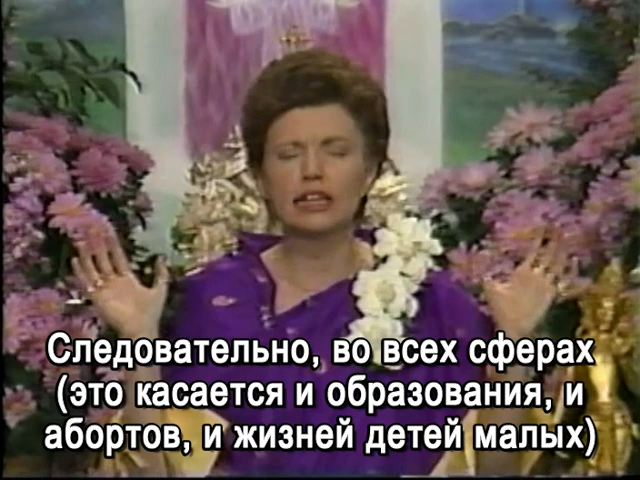 Следовательно, во всех сферах
(это касается и образования, и
абортов, и жизней детей малых)